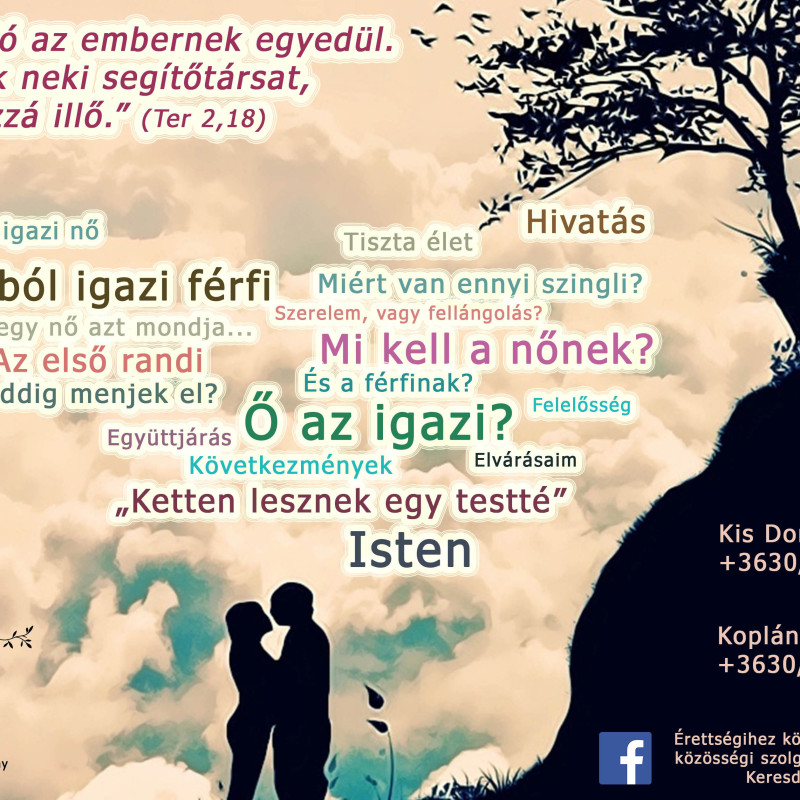 ó az embernek egyedül.
k neki segítőtársat,
zzá illő.” (Ter 2,18)
igazi nő
Tiszta élet
Hivatás
ból igazi férfi
Miért van ennyi szingli?
egy nő azt mondja...
Szerelem, vagy fellángolás?
Az első randi
Mi kell a nőnek?
ddig menjek el?
És a férfinak?
Ő az igazi?
Felelősség
Együttjárás
Következmények
Elvárásaim
„Ketten lesznek egy testté”
Isten
Kis Dor
+3630/
Koplán
+3630/
Érettségihez kö
közösségi szolg
Keresd
y